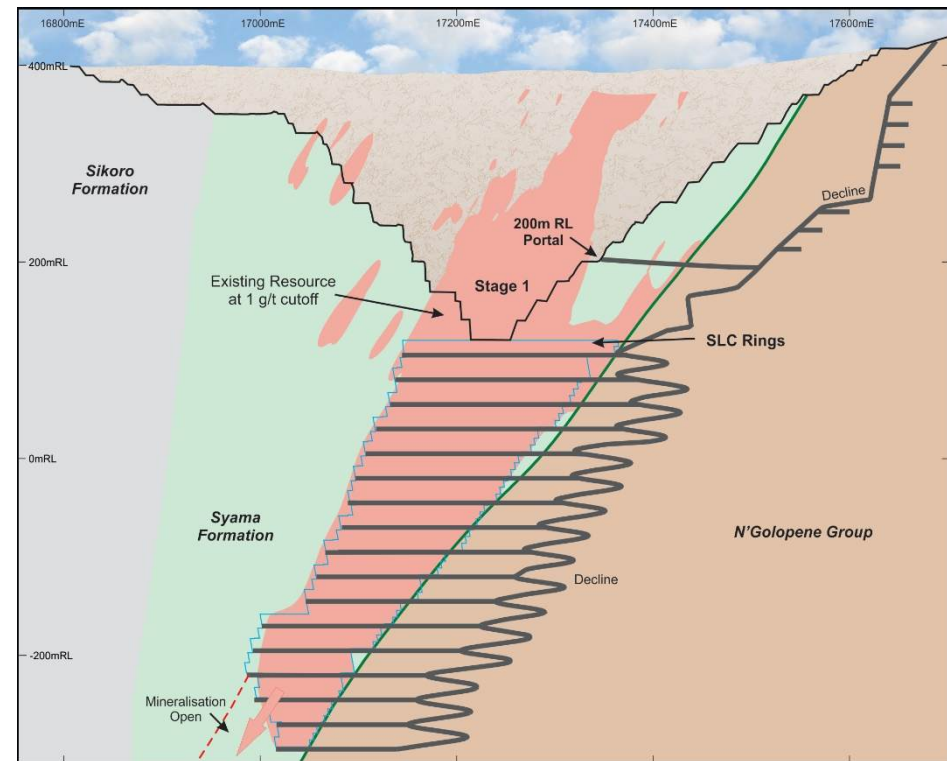 16800mE
17000mE
17200mE
17400mE
17600mE
400mRL
Sikoro
Formation
Decline
200m RL
Portal
200mRL
Existing Resource
at 1 g/t cutoff
Stage 1
SLC Rings
0mRL
Syama
Formation
N'Golopene Group
Decline
-200mRL
Mineralisation
Open